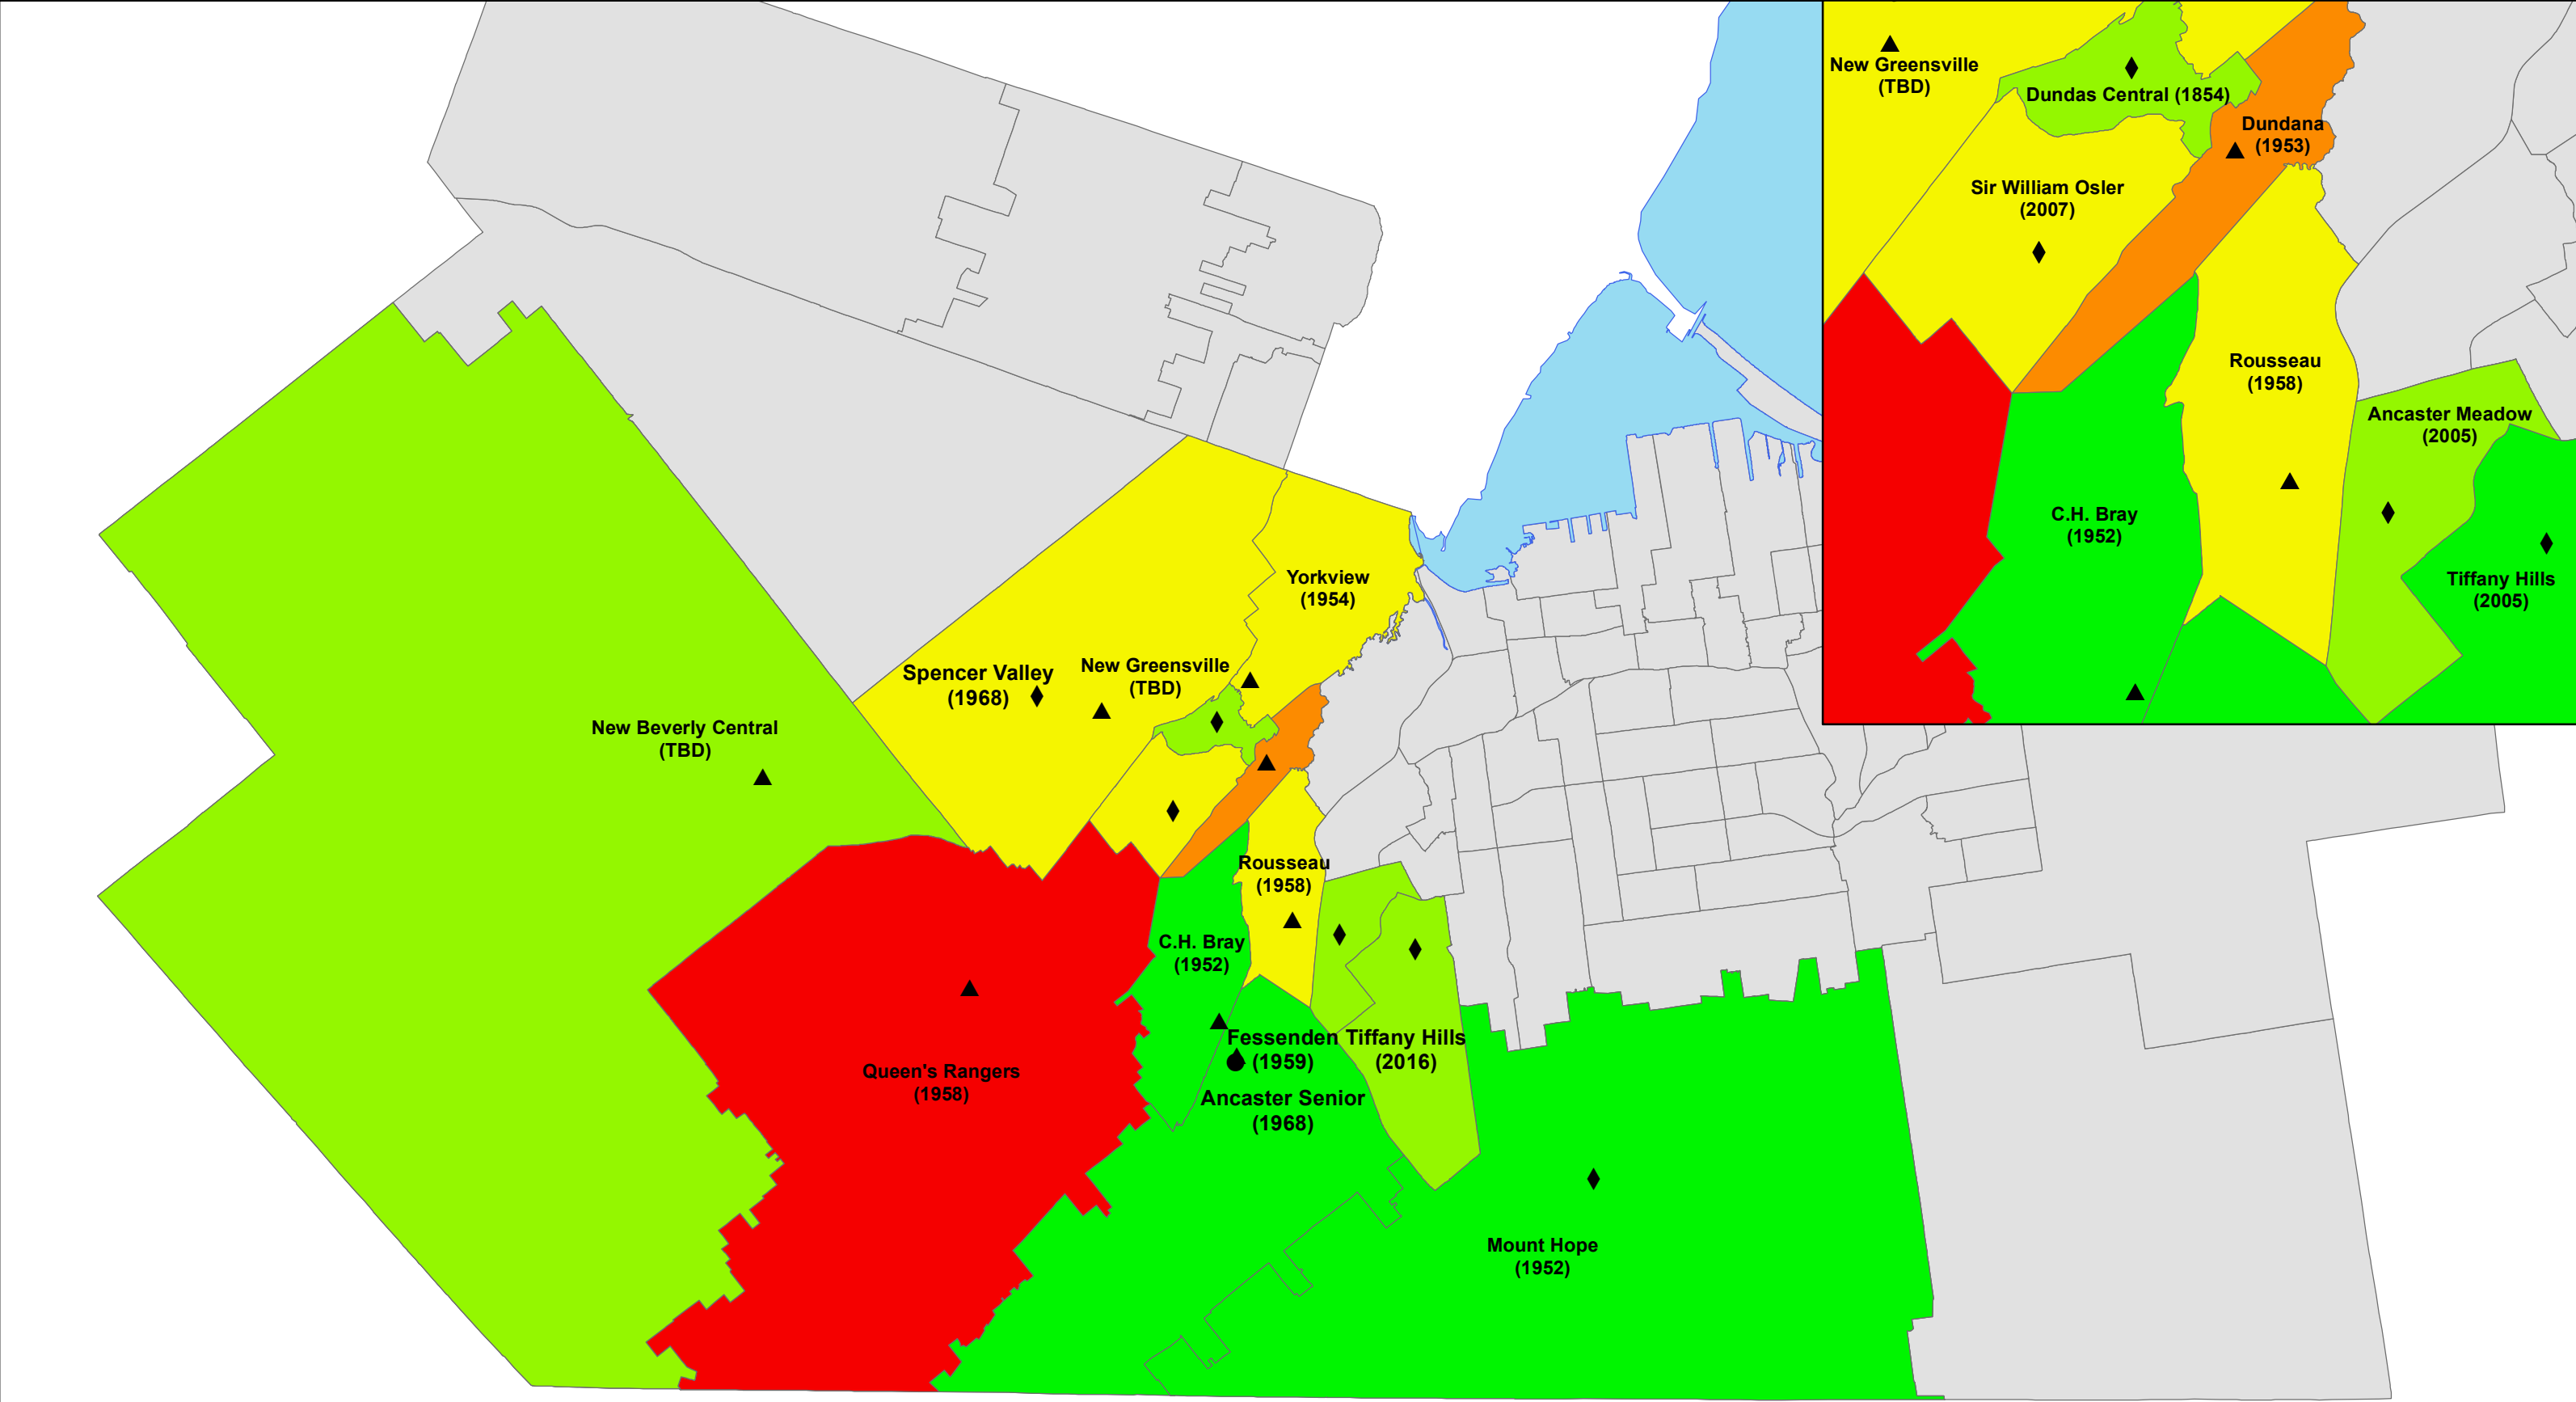 New Greensville
(TBD)
Dundas Central (1854)
Dundana
(1953)
Sir William Osler
(2007)
Rousseau
(1958)
Ancaster Meadow
(2005)
C.H. Bray
(1952)
Tiffany Hills
(2005)
Yorkview
(1954)
Spencer Valley
(1968)
New Greensville
(TBD)
New Beverly Central
(TBD)
Rousseau
(1958)
C.H. Bray
(1952)
Fessenden
(1959)
Tiffany Hills
(2016)
Queen's Rangers
(1958)
Ancaster Senior
(1968)
Mount Hope
(1952)